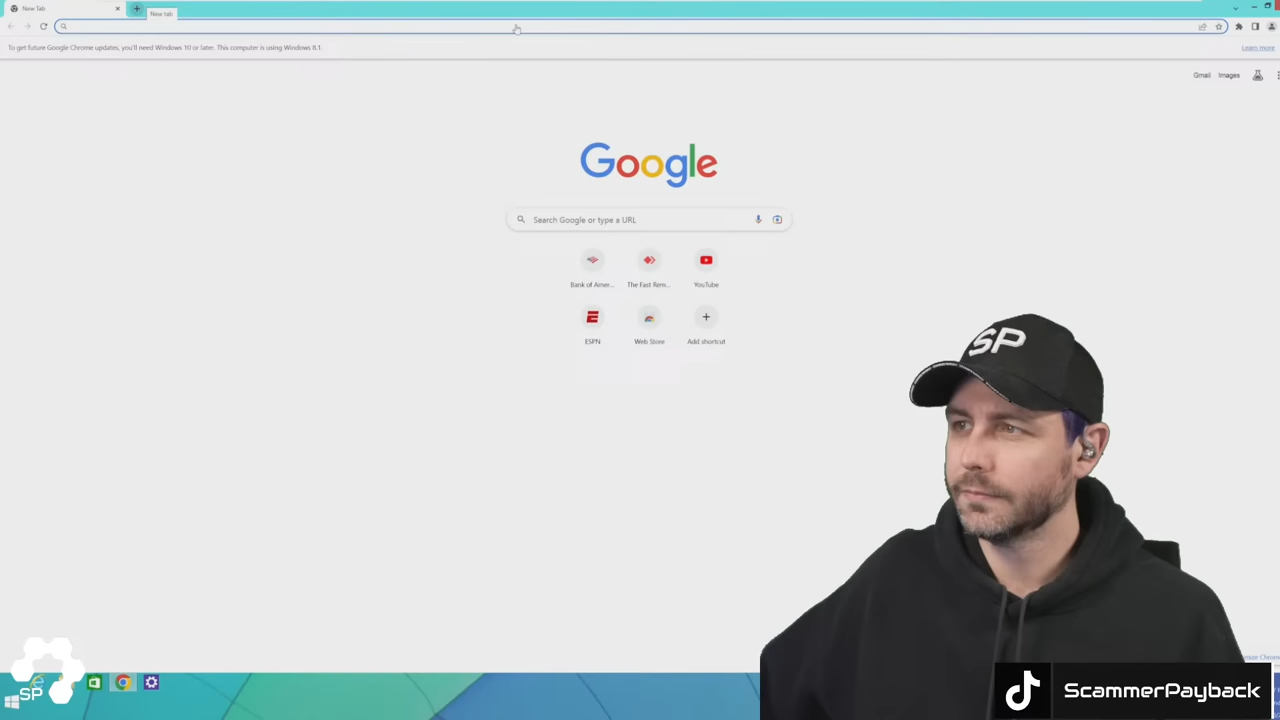 New Tab
New tab
To get future Google Chrome updates, you'll need Windows 10 or later. This computer is using Windows 8.1.
Learn more
Gmail Images
Google
Search Google or type a URL
Bank of Amer... The Fast Rem... YouTube
ESPN Web Store Add shortcut
SP
SP
ScammerPayback